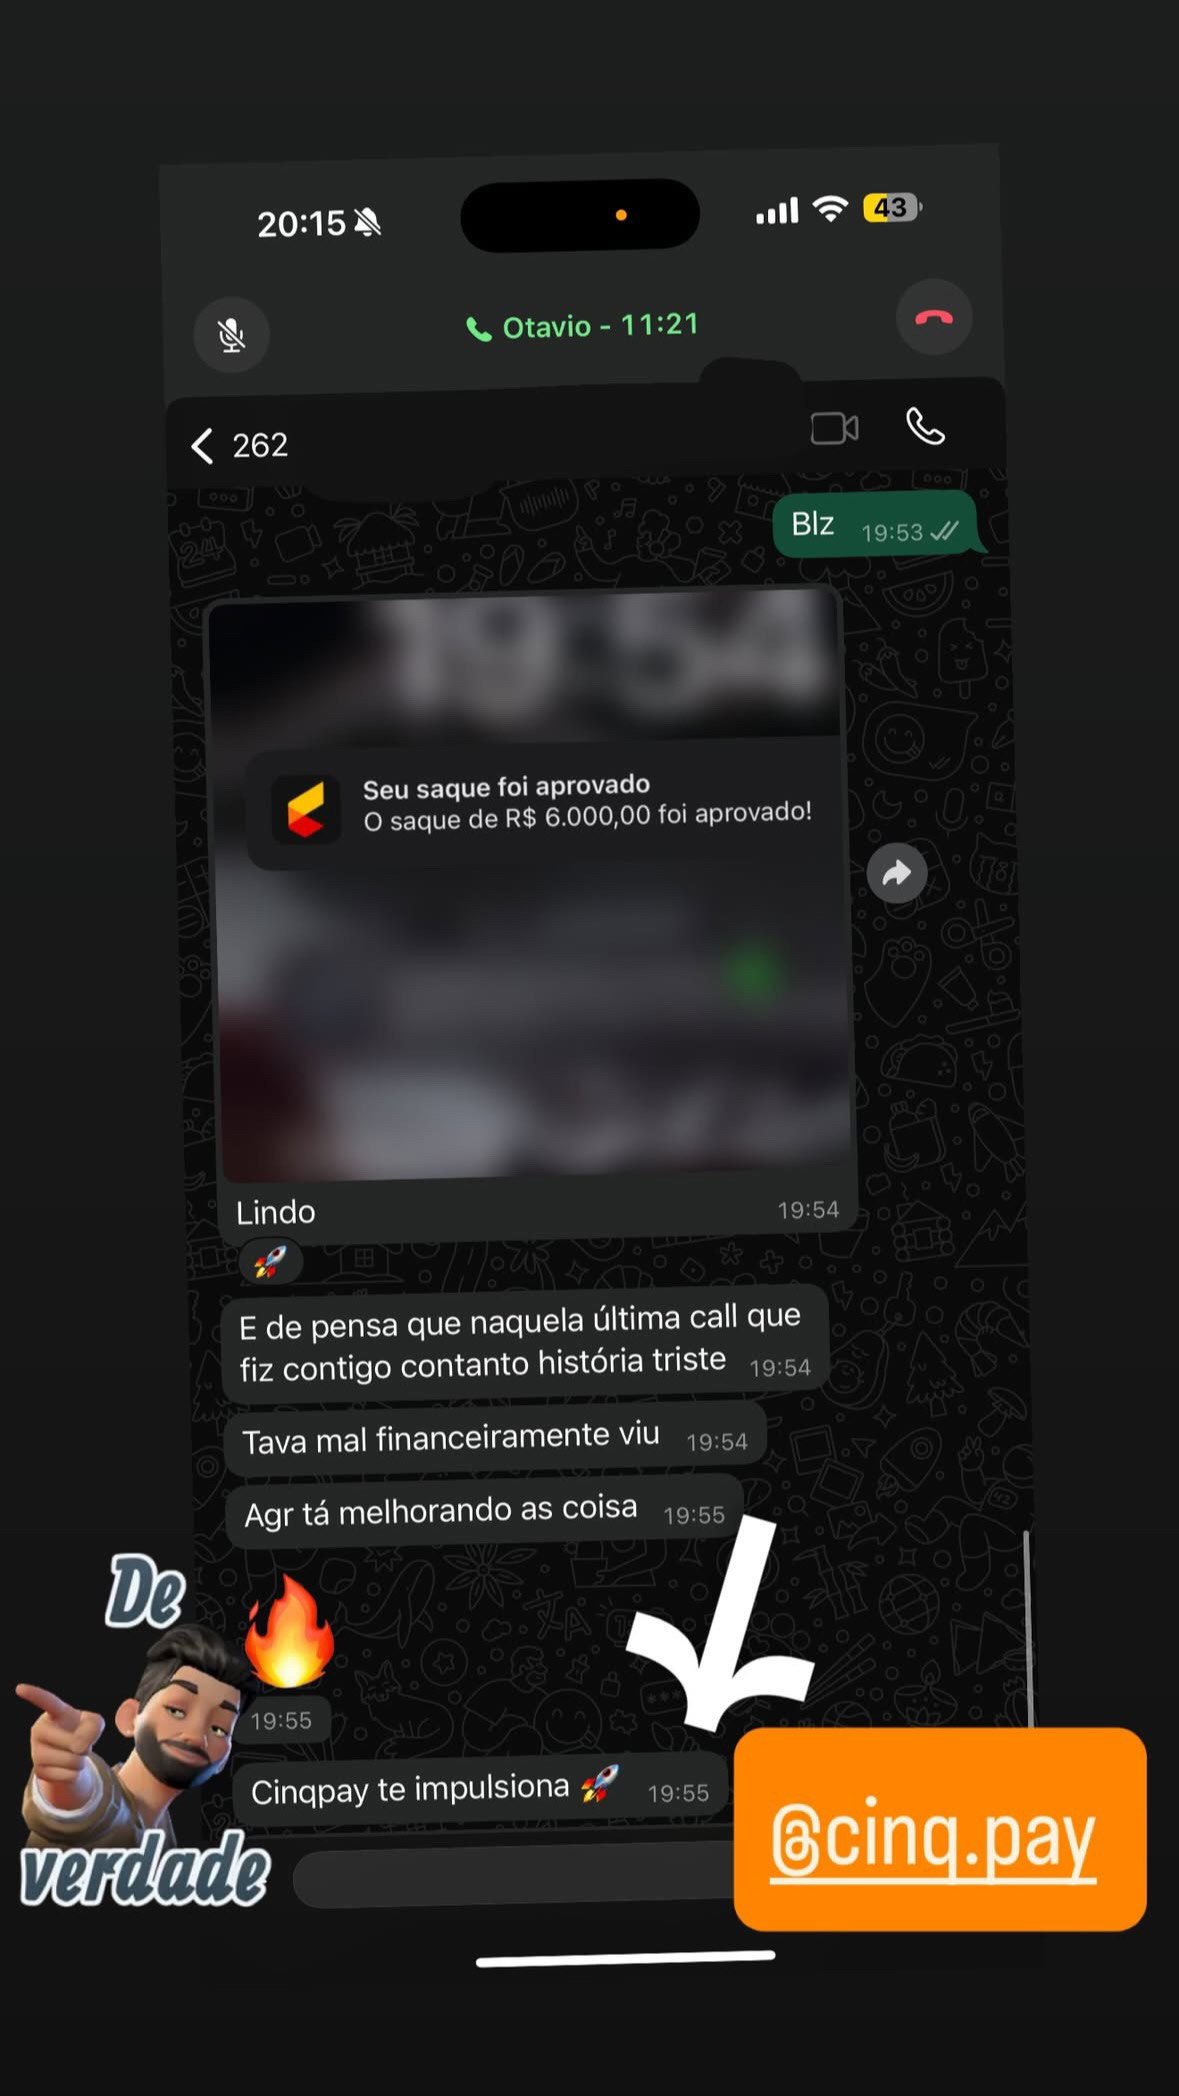 20:15
43
Otavio - 11:21
262
Blz 19:53
19:54
Seu saque foi aprovado
O saque de R$ 6.000,00 foi aprovado!
Lindo 19:54
E de pensa que naquela última call que
fiz contigo contanto história triste 19:54
Tava mal financeiramente viu 19:54
Agr tá melhorando as coisa 19:55
De
verdade
19:55
Cinqpay te impulsiona 🚀 19:55
@cinq.pay